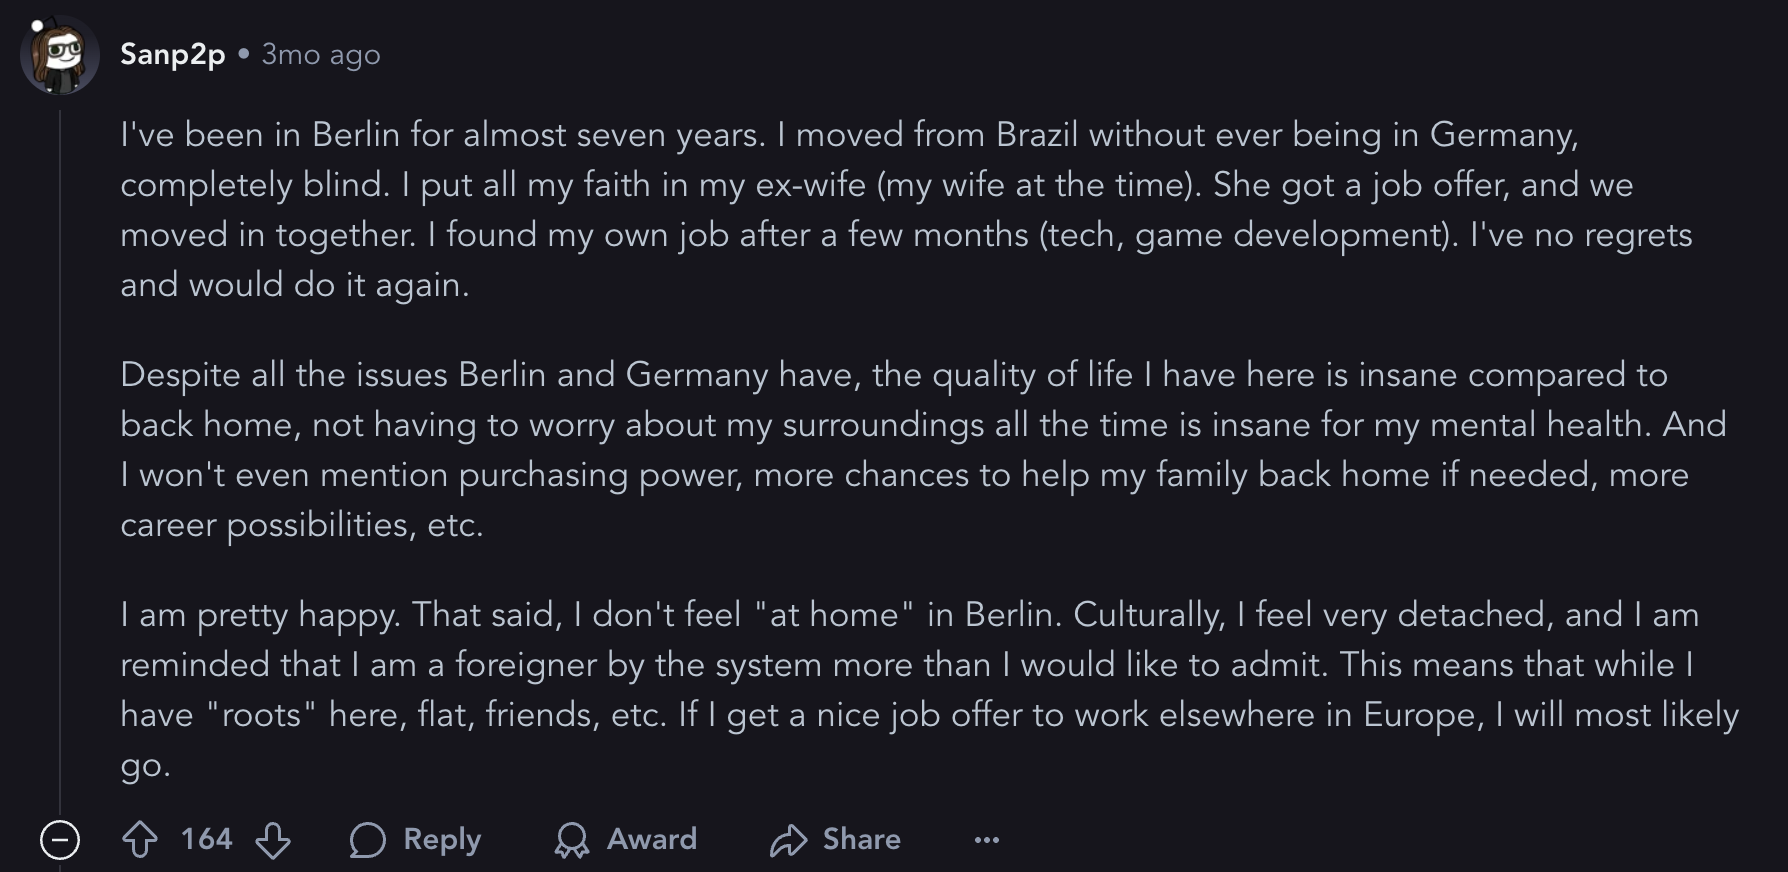 Sanp2p • 3mo ago
I've been in Berlin for almost seven years. I moved from Brazil without ever being in Germany,
completely blind. I put all my faith in my ex-wife (my wife at the time). She got a job offer, and we
moved in together. I found my own job after a few months (tech, game development). I've no regrets
and would do it again.
Despite all the issues Berlin and Germany have, the quality of life I have here is insane compared to
back home, not having to worry about my surroundings all the time is insane for my mental health. And
I won't even mention purchasing power, more chances to help my family back home if needed, more
career possibilities, etc.
I am pretty happy. That said, I don't feel "at home" in Berlin. Culturally, I feel very detached, and I am
reminded that I am a foreigner by the system more than I would like to admit. This means that while I
have "roots" here, flat, friends, etc. If I get a nice job offer to work elsewhere in Europe, I will most likely
go.
164 Reply Award Share ...